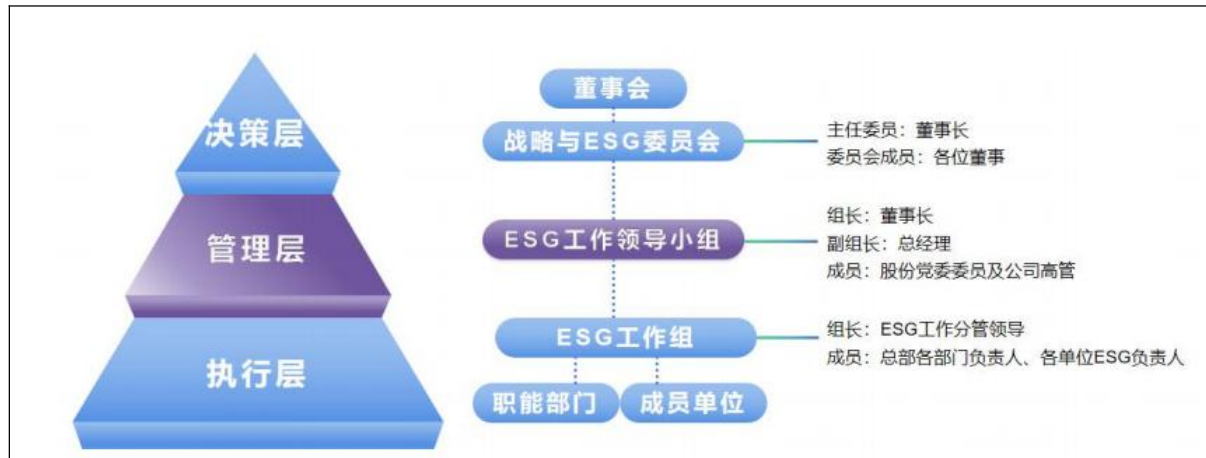 决策层
管理层
执行层
董事会
战略与ESG委员会
主任委员：董事长
委员会成员：各位董事
ESG工作领导小组
组长：董事长
副组长：总经理
成员：股份党委委员及公司高管
ESG工作组
组长：ESG工作分管领导
成员：总部各部门负责人、各单位ESG负责人
职能部门
成员单位